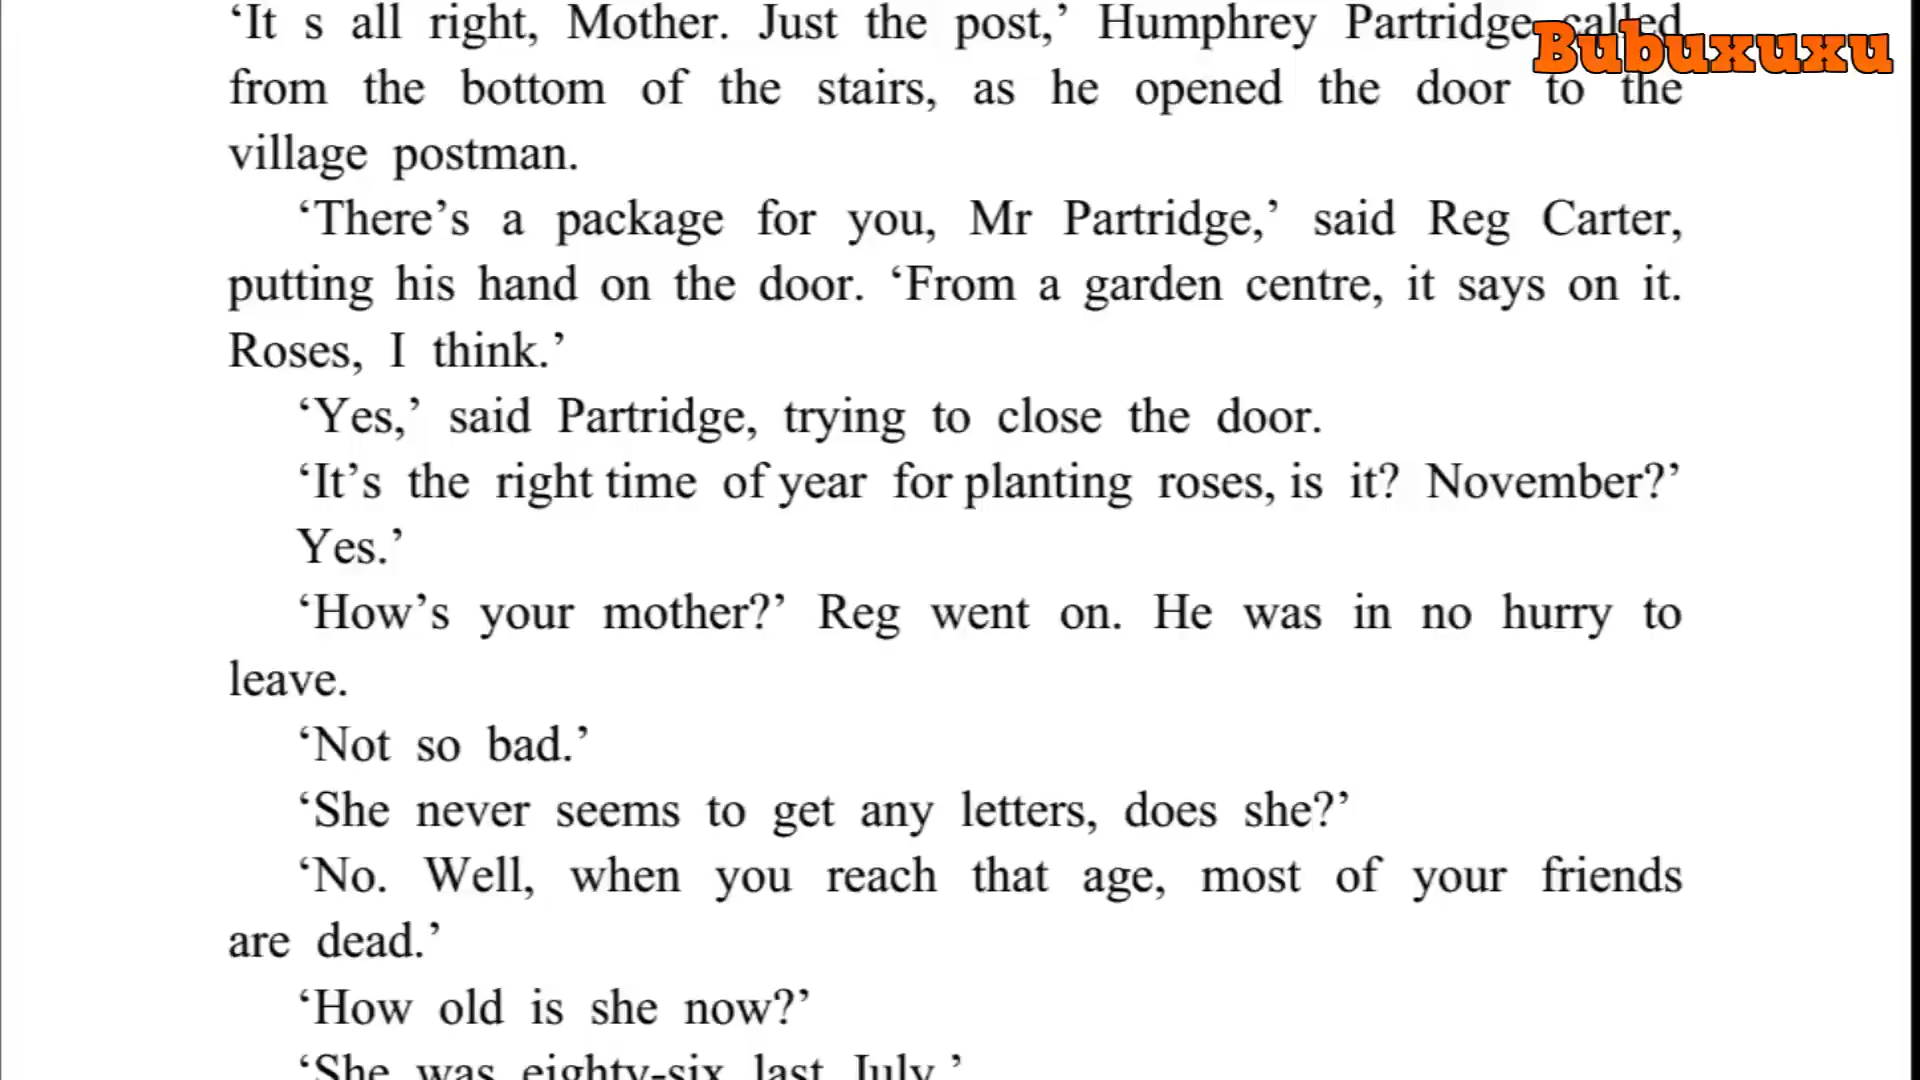 ‘It s all right, Mother. Just the post,’ Humphrey Partridge called
Bubuxuxu
from the bottom of the stairs, as he opened the door to the
village postman.
‘There’s a package for you, Mr Partridge,’ said Reg Carter,
putting his hand on the door. ‘From a garden centre, it says on it.
Roses, I think.’
‘Yes,’ said Partridge, trying to close the door.
‘It’s the right time of year for planting roses, is it? November?’
Yes.’
‘How’s your mother?’ Reg went on. He was in no hurry to
leave.
‘Not so bad.’
‘She never seems to get any letters, does she?’
‘No. Well, when you reach that age, most of your friends
are dead.’
‘How old is she now?’
‘She was eighty-six last July.’